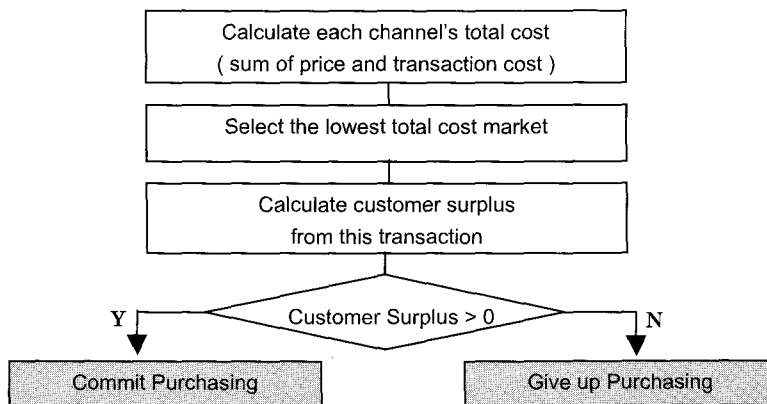 Calculate each channel's total cost
( sum of price and transaction cost )
Select the lowest total cost market
Calculate customer surplus
from this transaction
Customer Surplus > 0
Y
N
Commit Purchasing
Give up Purchasing